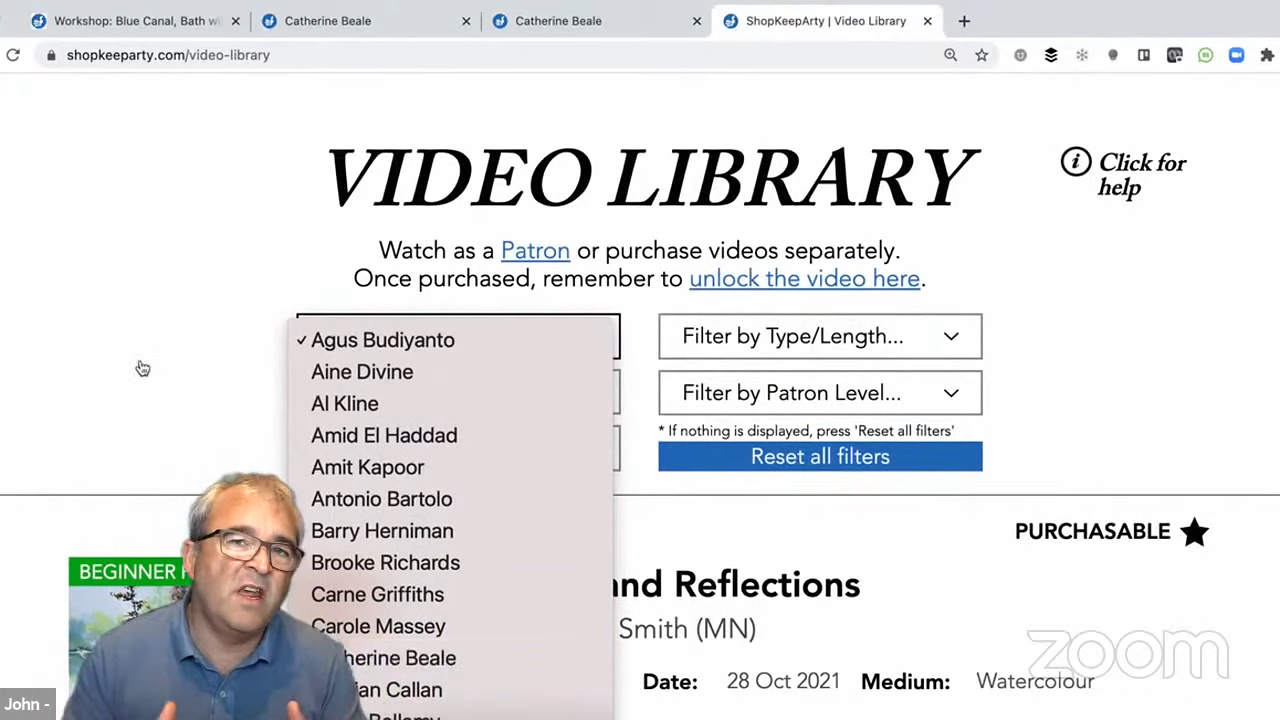 Workshop: Blue Canal, Bath wi
Catherine Beale
Catherine Beale
ShopKeepArty | Video Library
shopkeeparty.com/video-library
VIDEO LIBRARY
Click for
help
Watch as a Patron or purchase videos separately.
Once purchased, remember to unlock the video here.
✓ Agus Budiyanto
Aine Divine
Al Kline
Amid El Haddad
Amit Kapoor
Antonio Bartolo
Barry Herniman
Brooke Richards
Carne Griffiths
Carole Massey
herine Beale
ian Callan
Bellamy
Filter by Type/Length...
Filter by Patron Level...
* If nothing is displayed, press 'Reset all filters'
Reset all filters
PURCHASABLE
BEGINNER
nd Reflections
Smith (MN)
Date: 28 Oct 2021 Medium: Watercolour
zoom
John -